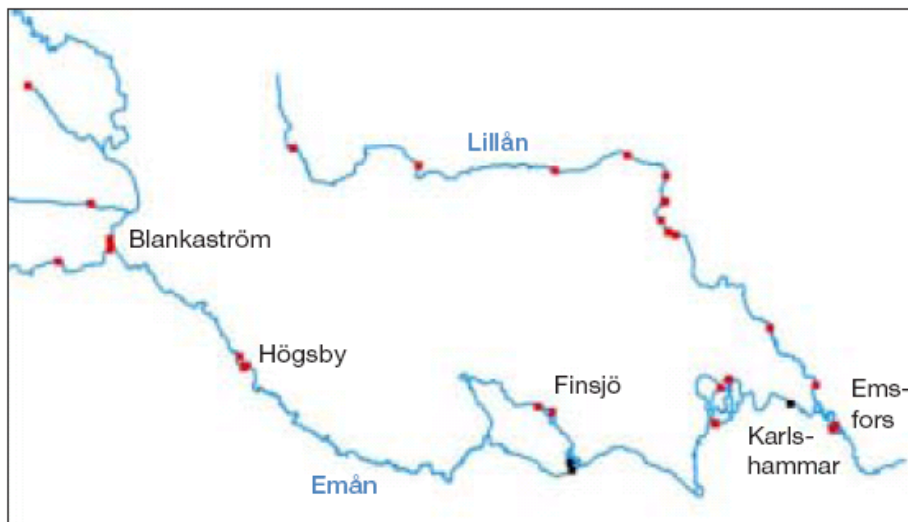 Lillån
Blankaström
Högsby
Finsjö
Ems-
fors
Karls-
hammar
Emån